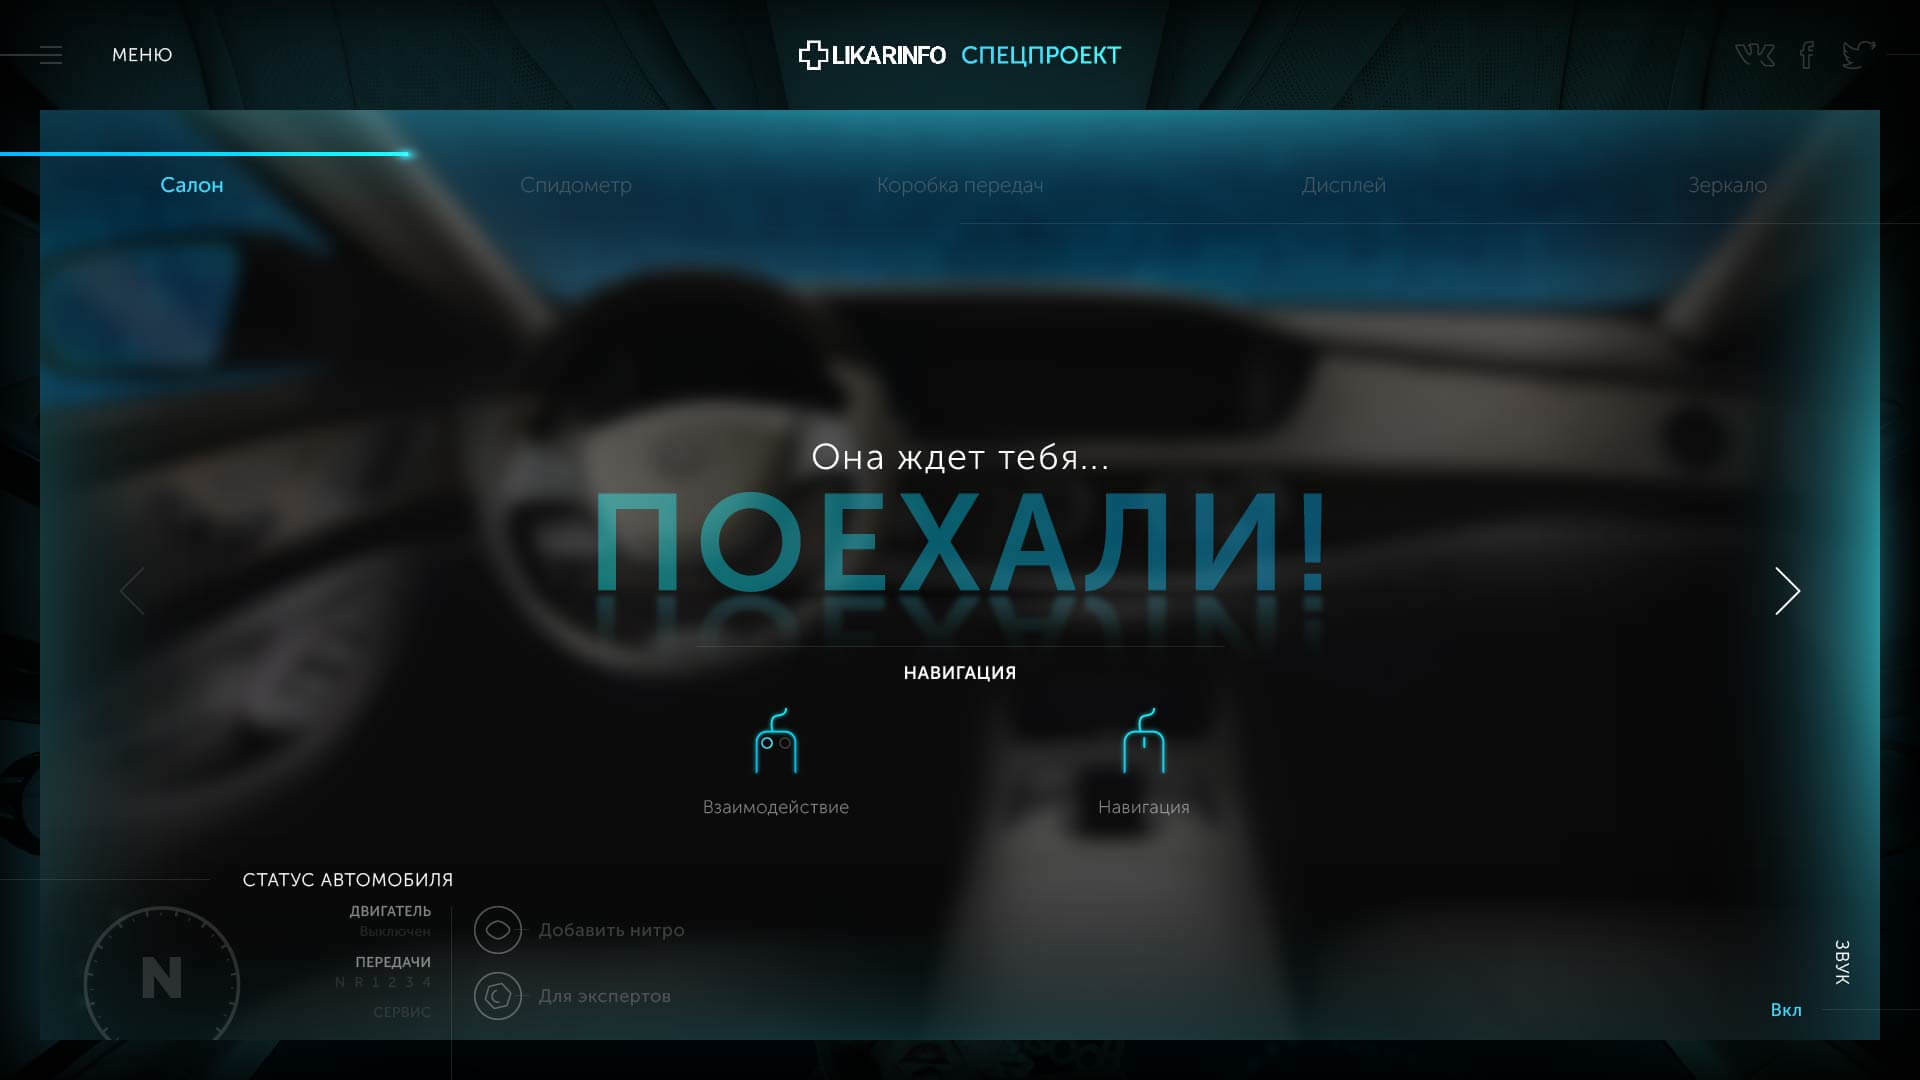 МЕНЮ
LIKARINFO СПЕЦПРОЕКТ
Салон
Спидометр
Коробка передач
Дисплей
Зеркало
Она ждет тебя...
ПОЕХАЛИ!
НАВИГАЦИЯ
Взаимодействие
Навигация
СТАТУС АВТОМОБИЛЯ
N
ДВИГАТЕЛЬ
Выключен
ПЕРЕДАЧИ
N R 1 2 3 4
СЕРВИС
Добавить нитро
Для экспертов
ЗВУК
Вкл